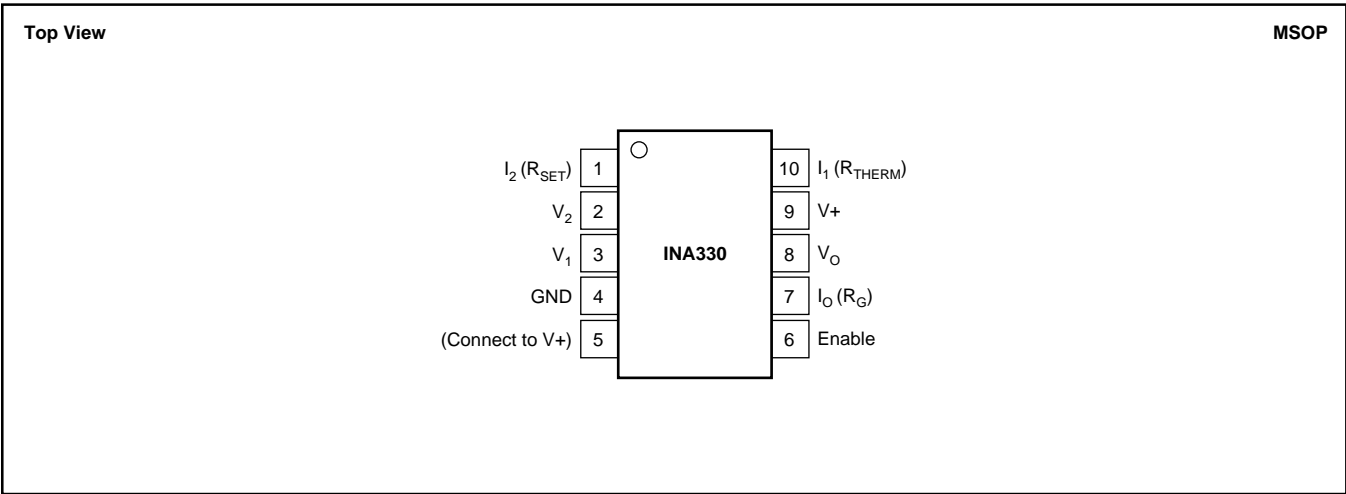 Top View MSOP
I2 (RSET) 1 10 I1 (RTHERM)
V2 2 9 V+
V1 3 INA330 8 VO
GND 4 7 IO (RG)
(Connect to V+) 5 6 Enable